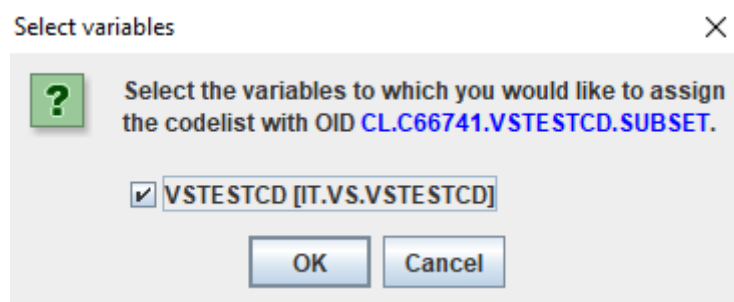 Select variables
Select the variables to which you would like to assign
the codelist with OID CL.C66741.VSTESTCD.SUBSET.
VSTESTCD [IT.VS.VSTESTCD]
OK Cancel